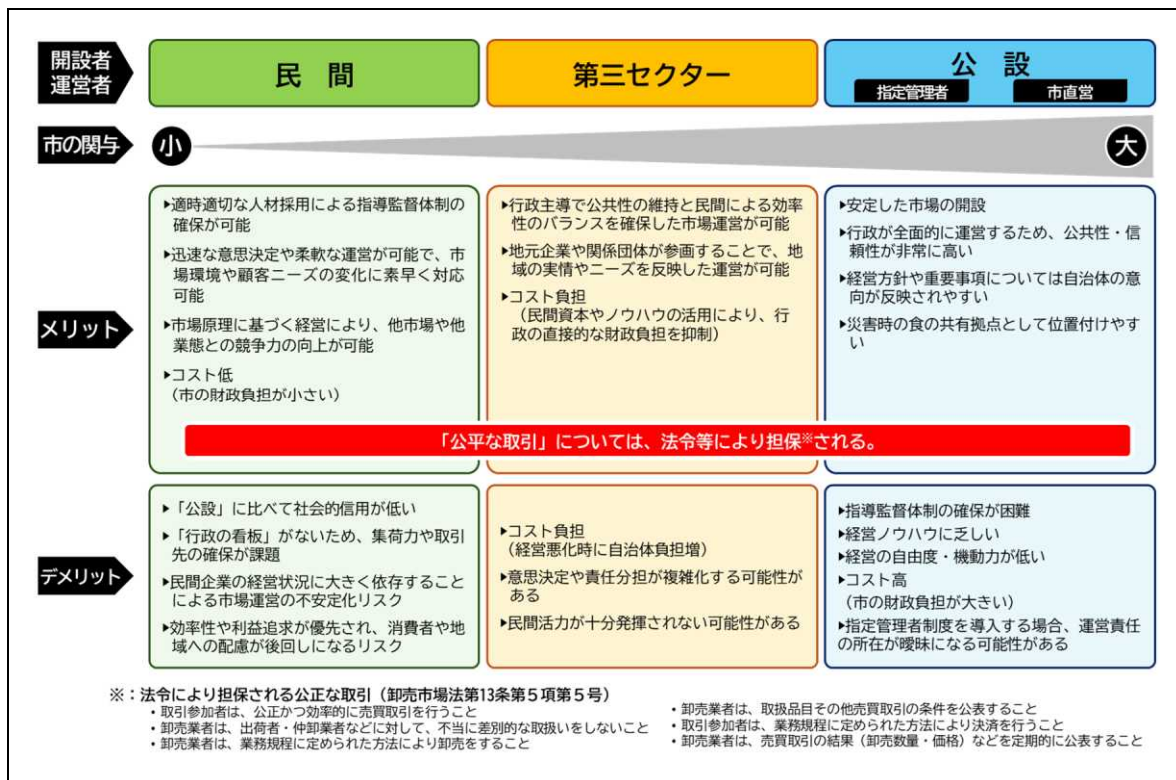 開設者
運営者
民 間
第三セクター
公 設
指定管理者
市直営
市の関与
小
大
メリット
▸適時適切な人材採用による指導監督体制の
確保が可能
▸迅速な意思決定や柔軟な運営が可能で、市
場環境や顧客ニーズの変化に素早く対応
可能
▸市場原理に基づく経営により、他市場や他
業態との競争力の向上が可能
▸コスト低
(市の財政負担が小さい)
▸行政主導で公共性の維持と民間による効率
性のバランスを確保した市場運営が可能
▸地元企業や関係団体が参画することで、地
域の実情やニーズを反映した運営が可能
▸コスト負担
(民間資本やノウハウの活用により、行
政の直接的な財政負担を抑制)
▸安定した市場の開設
▸行政が全面的に運営するため、公共性・信
頼性が非常に高い
▸経営方針や重要事項については自治体の意
向が反映されやすい
▸災害時の食の共有拠点として位置付けやす
い
「公平な取引」については、法令等により担保※される。
デメリット
▸「公設」に比べて社会的信用が低い
▸「行政の看板」がないため、集荷力や取引
先の確保が課題
▸民間企業の経営状況に大きく依存すること
による市場運営の不安定化リスク
▸効率性や利益追求が優先され、消費者や地
域への配慮が後回しになるリスク
▸コスト負担
(経営悪化時に自治体負担増)
▸意思決定や責任分担が複雑化する可能性が
ある
▸民間活力が十分発揮されない可能性がある
▸指導監督体制の確保が困難
▸経営ノウハウに乏しい
▸経営の自由度・機動力が低い
▸コスト高
(市の財政負担が大きい)
▸指定管理者制度を導入する場合、運営責任
の所在が曖昧になる可能性がある
※：法令により担保される公正な取引（卸売市場法第13条第５項第５号）
・取引参加者は、公正かつ効率的に売買取引を行うこと
・卸売業者は、出荷者・仲卸業者などに対して、不当に差別的な取扱いをしないこと
・卸売業者は、業務規程に定められた方法により卸売をすること
・卸売業者は、取扱品目その他売買取引の条件を公表すること
・取引参加者は、業務規程に定められた方法により決済を行うこと
・卸売業者は、売買取引の結果（卸売数量・価格）などを定期的に公表すること